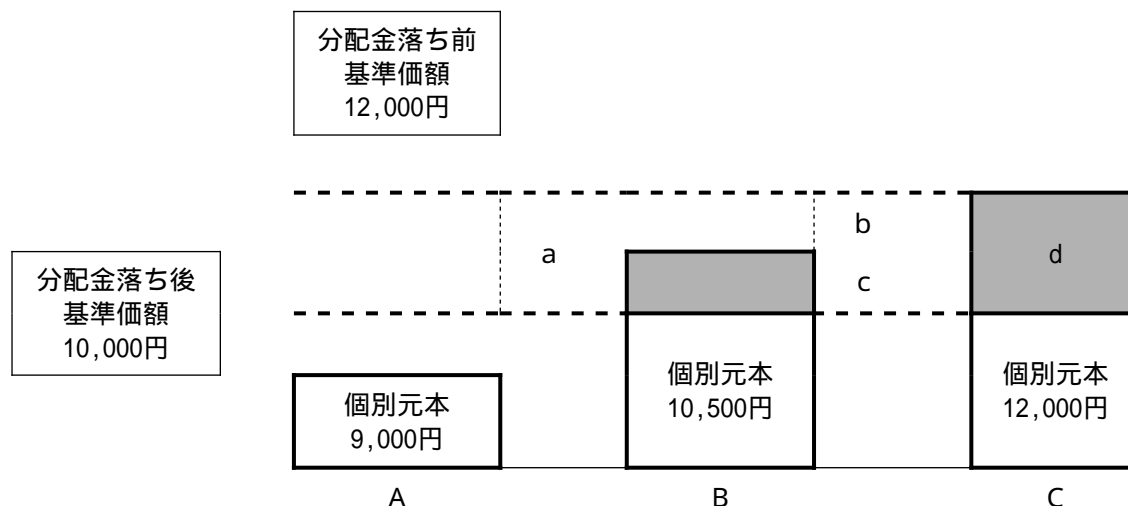 分配金落ち前
基準価額
12,000円
b
a
d
c
分配金落ち後
基準価額
10,000円
個別元本
9,000円
個別元本
10,500円
個別元本
12,000円
A
B
C